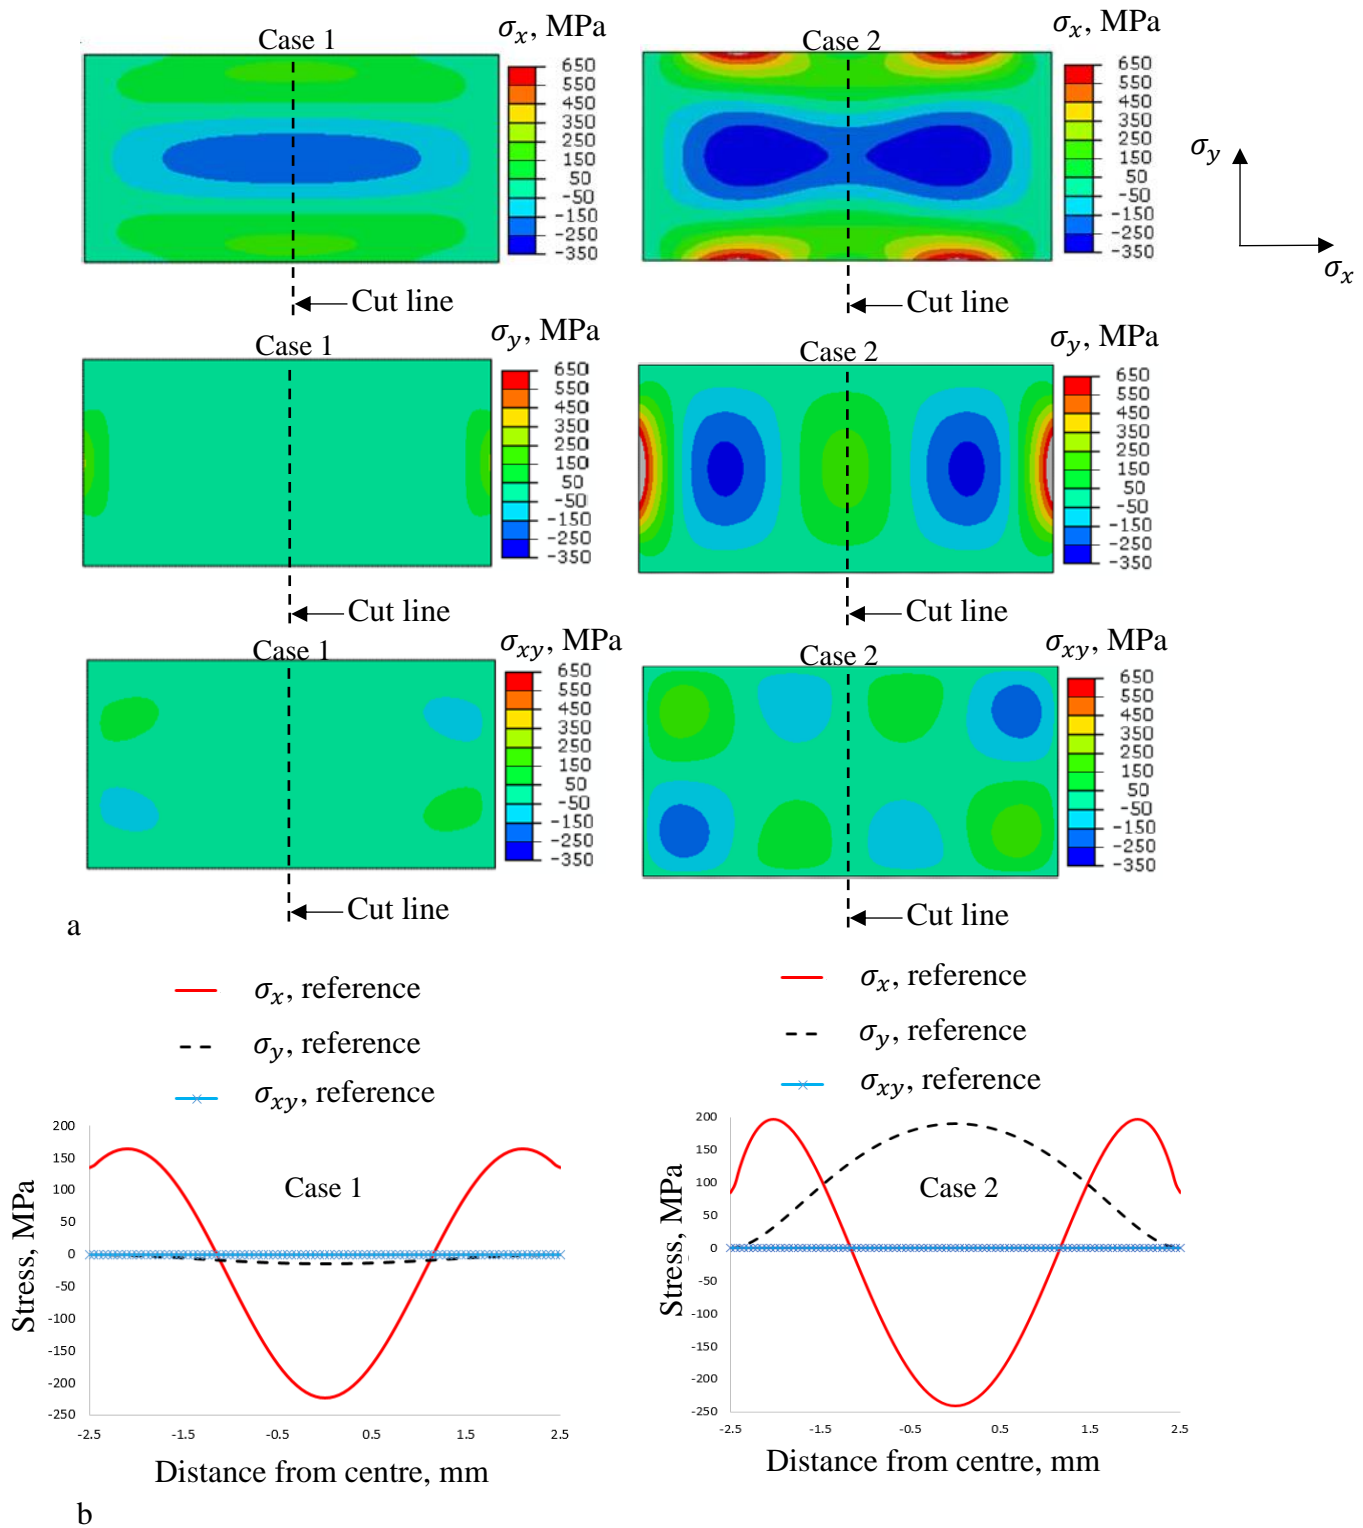 Case 1
σx, MPa
650
550
450
350
250
150
50
-50
-150
-250
-350
Cut line
Case 2
σx, MPa
650
550
450
350
250
150
50
-50
-150
-250
-350
Cut line
σy
σx
Case 1
σy, MPa
650
550
450
350
250
150
50
-50
-150
-250
-350
Cut line
Case 2
σy, MPa
650
550
450
350
250
150
50
-50
-150
-250
-350
Cut line
Case 1
σxy, MPa
650
550
450
350
250
150
50
-50
-150
-250
-350
Cut line
Case 2
σxy, MPa
650
550
450
350
250
150
50
-50
-150
-250
-350
Cut line
a
σx, reference
σy, reference
σxy, reference
200
150
100
50
0
-50
-100
-150
-200
-250
Stress, MPa
Case 1
-2.5
-1.5
-0.5
0.5
1.5
2.5
Distance from centre, mm
σx, reference
σy, reference
σxy, reference
200
150
100
50
0
-50
-100
-150
-200
-250
Stress, MPa
Case 2
-2.5
-1.5
-0.5
0.5
1.5
2.5
Distance from centre, mm
b